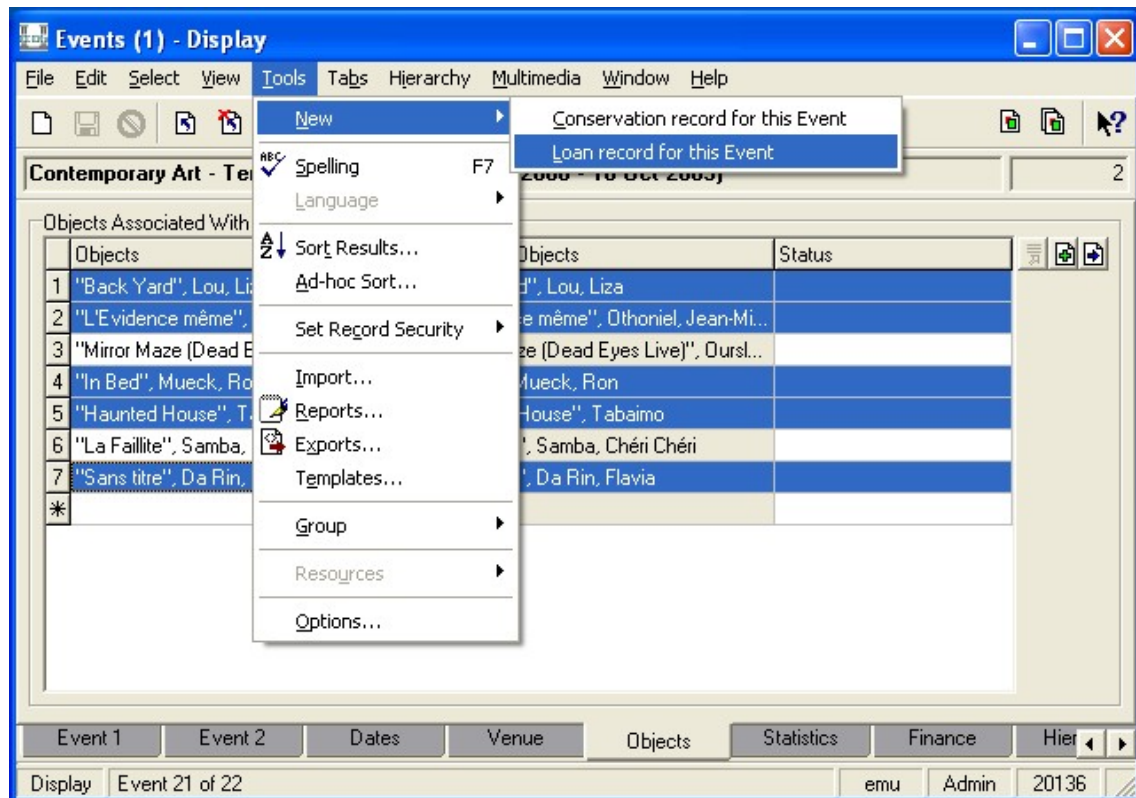 Events (1) - Display
File Edit Select View Tools Tabs Hierarchy Multimedia Window Help
New
Conservation record for this Event
Loan record for this Event
ABC Spelling F7
Language
Sort Results...
Ad-hoc Sort...
Set Record Security
Import...
Reports...
Exports...
Templates...
Group
Resources
Options...
Contemporary Art - 2
Objects Associated With
Objects Objects Status
1 "Back Yard", Lou, ", Lou, Liza
2 "L'Evidence même", même", Othoniel, Jean-Mi...
3 "Mirror Maze (Dead E ze (Dead Eyes Live)", Oursl...
4 "In Bed", Mueck, Ro Mueck, Ron
5 "Haunted House", T House", Tabaimo
6 "La Faillite", Samba, ', Samba, Chéri Chéri
7 "Sans titre", Da Rin, ', Da Rin, Flavia
Event 1 Event 2 Dates Venue Objects Statistics Finance Hier
Display Event 21 of 22 emu Admin 20136